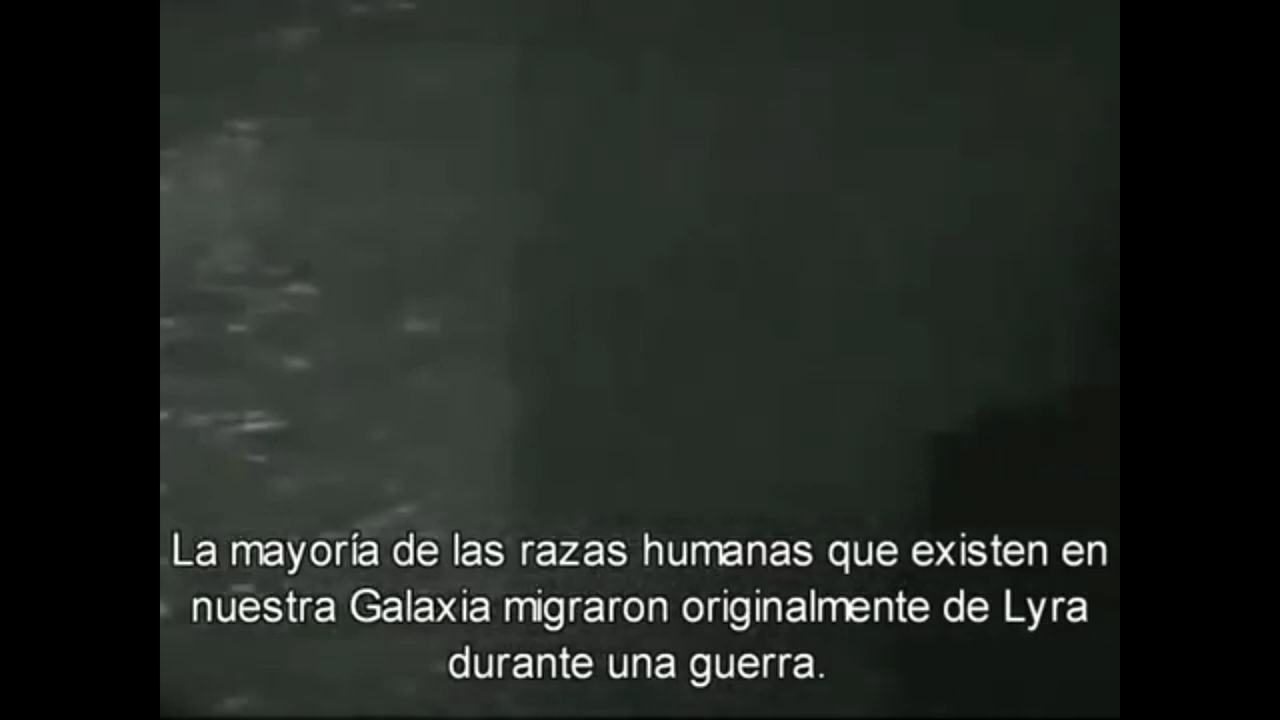 La mayoría de las razas humanas que existen en
nuestra Galaxia migraron originalmente de Lyra
durante una guerra.